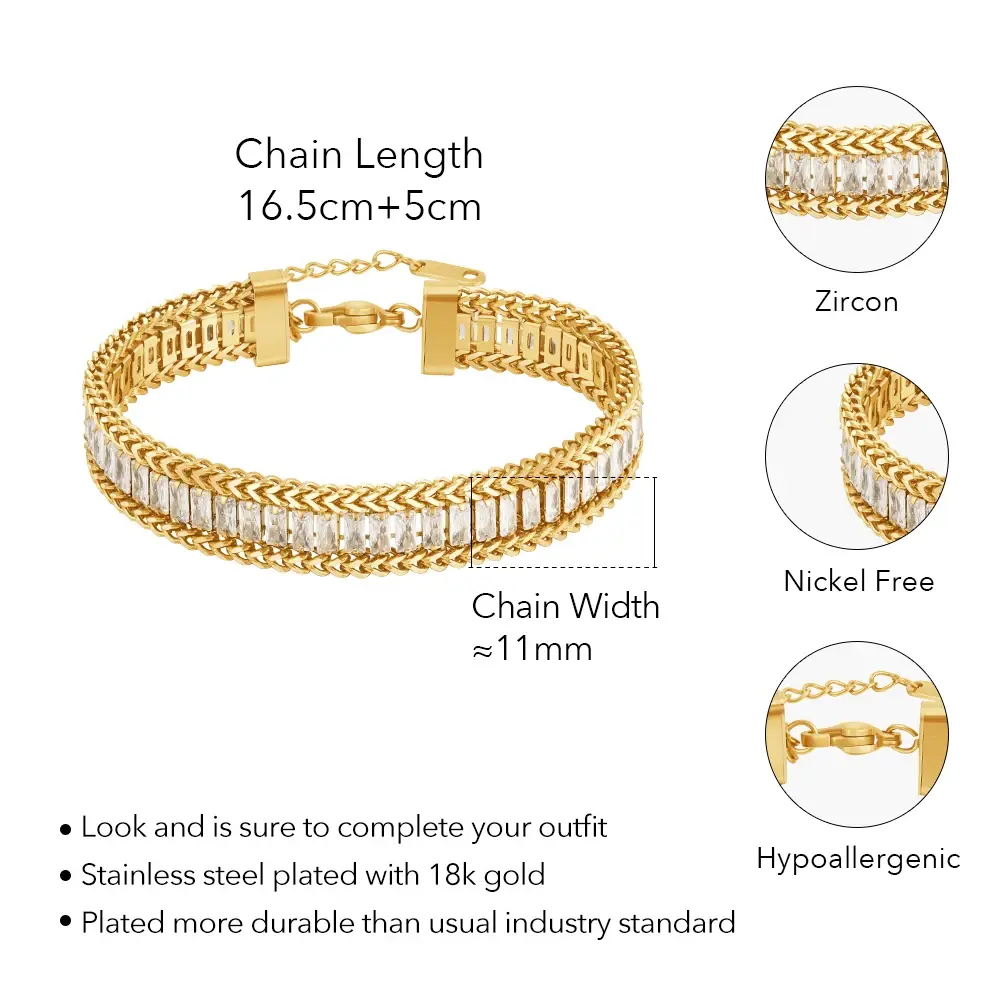 Chain Length
16.5cm+5cm
Zircon
Chain Width
≈11mm
Nickel Free
Hypoallergenic
• Look and is sure to complete your outfit
• Stainless steel plated with 18k gold
• Plated more durable than usual industry standard